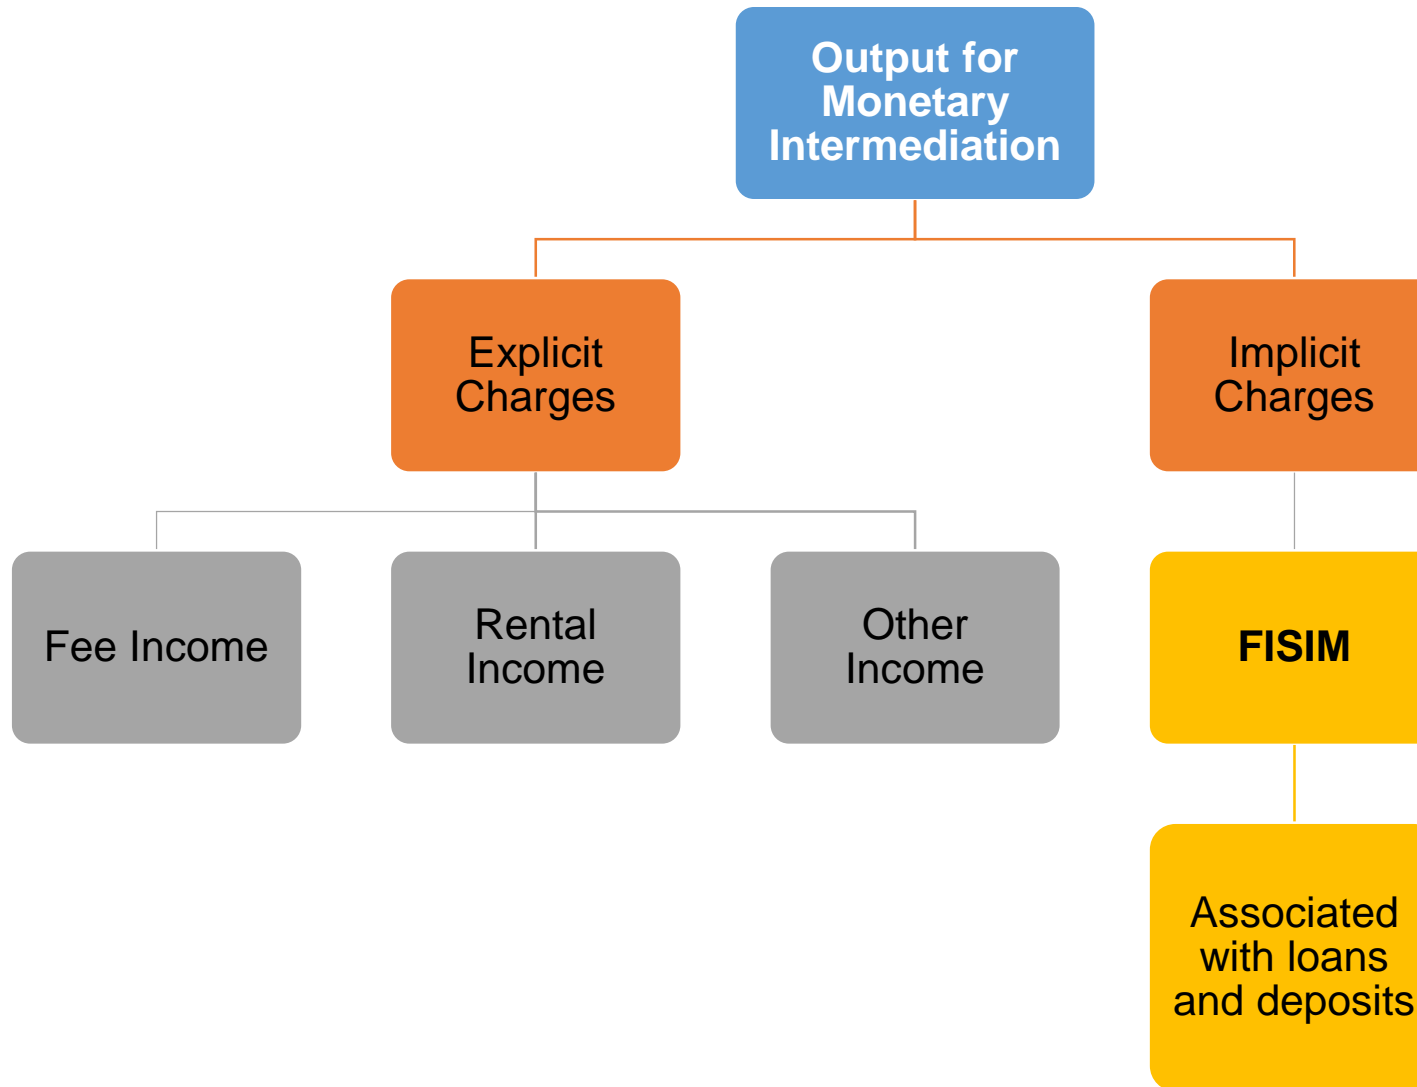 Output for
Monetary
Intermediation
Explicit
Charges
Implicit
Charges
Fee Income
Rental
Income
Other
Income
FISIM
Associated
with loans
and deposits